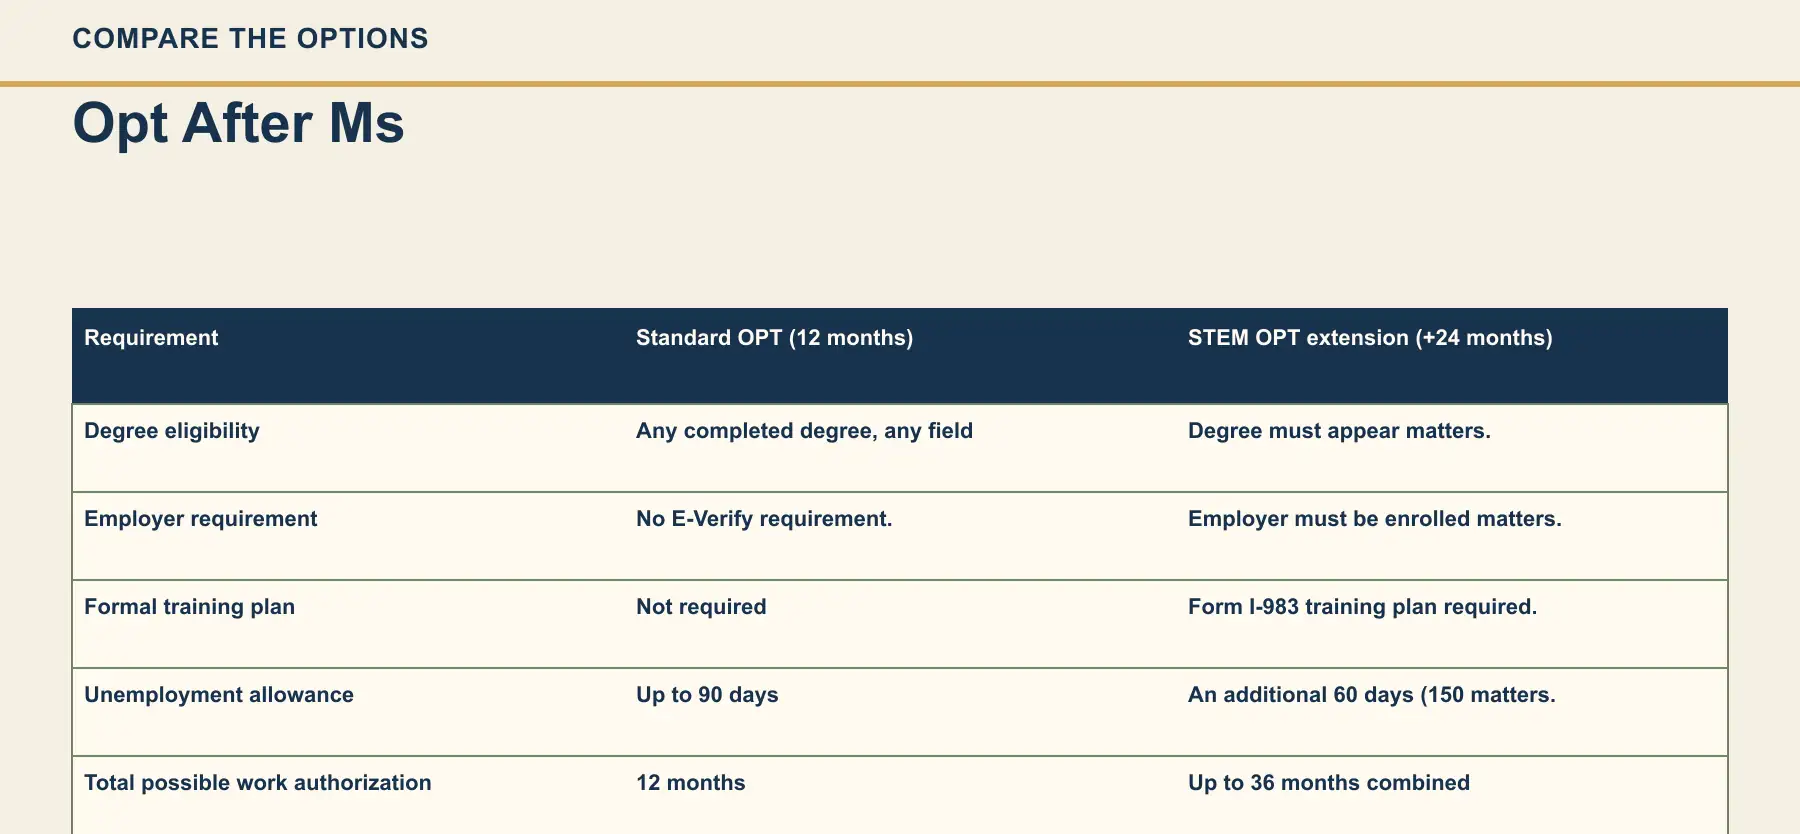 COMPARE THE OPTIONS
Opt After Ms
Requirement Standard OPT (12 months) STEM OPT extension (+24 months)
Degree eligibility Any completed degree, any field Degree must appear matters.
Employer requirement No E-Verify requirement. Employer must be enrolled matters.
Formal training plan Not required Form I-983 training plan required.
Unemployment allowance Up to 90 days An additional 60 days (150 matters.
Total possible work authorization 12 months Up to 36 months combined